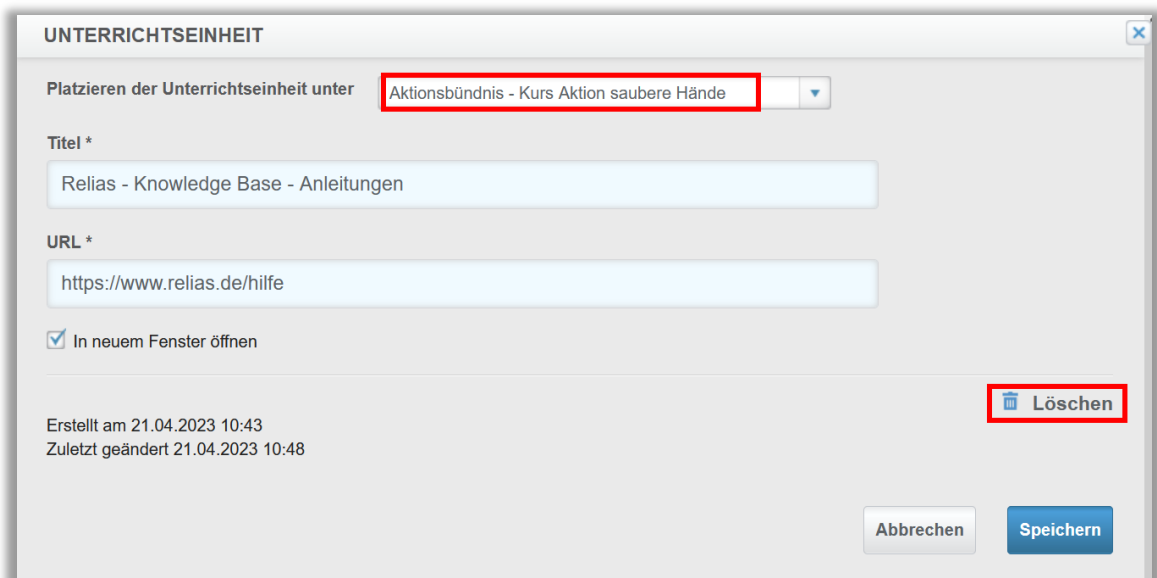 UNTERRICHTSEINHEIT
Platzieren der Unterrichtseinheit unter
Aktionsbündnis - Kurs Aktion saubere Hände
Titel *
Relias - Knowledge Base - Anleitungen
URL *
https://www.relias.de/hilfe
In neuem Fenster öffnen
Löschen
Erstellt am 21.04.2023 10:43
Zuletzt geändert 21.04.2023 10:48
Abbrechen
Speichern